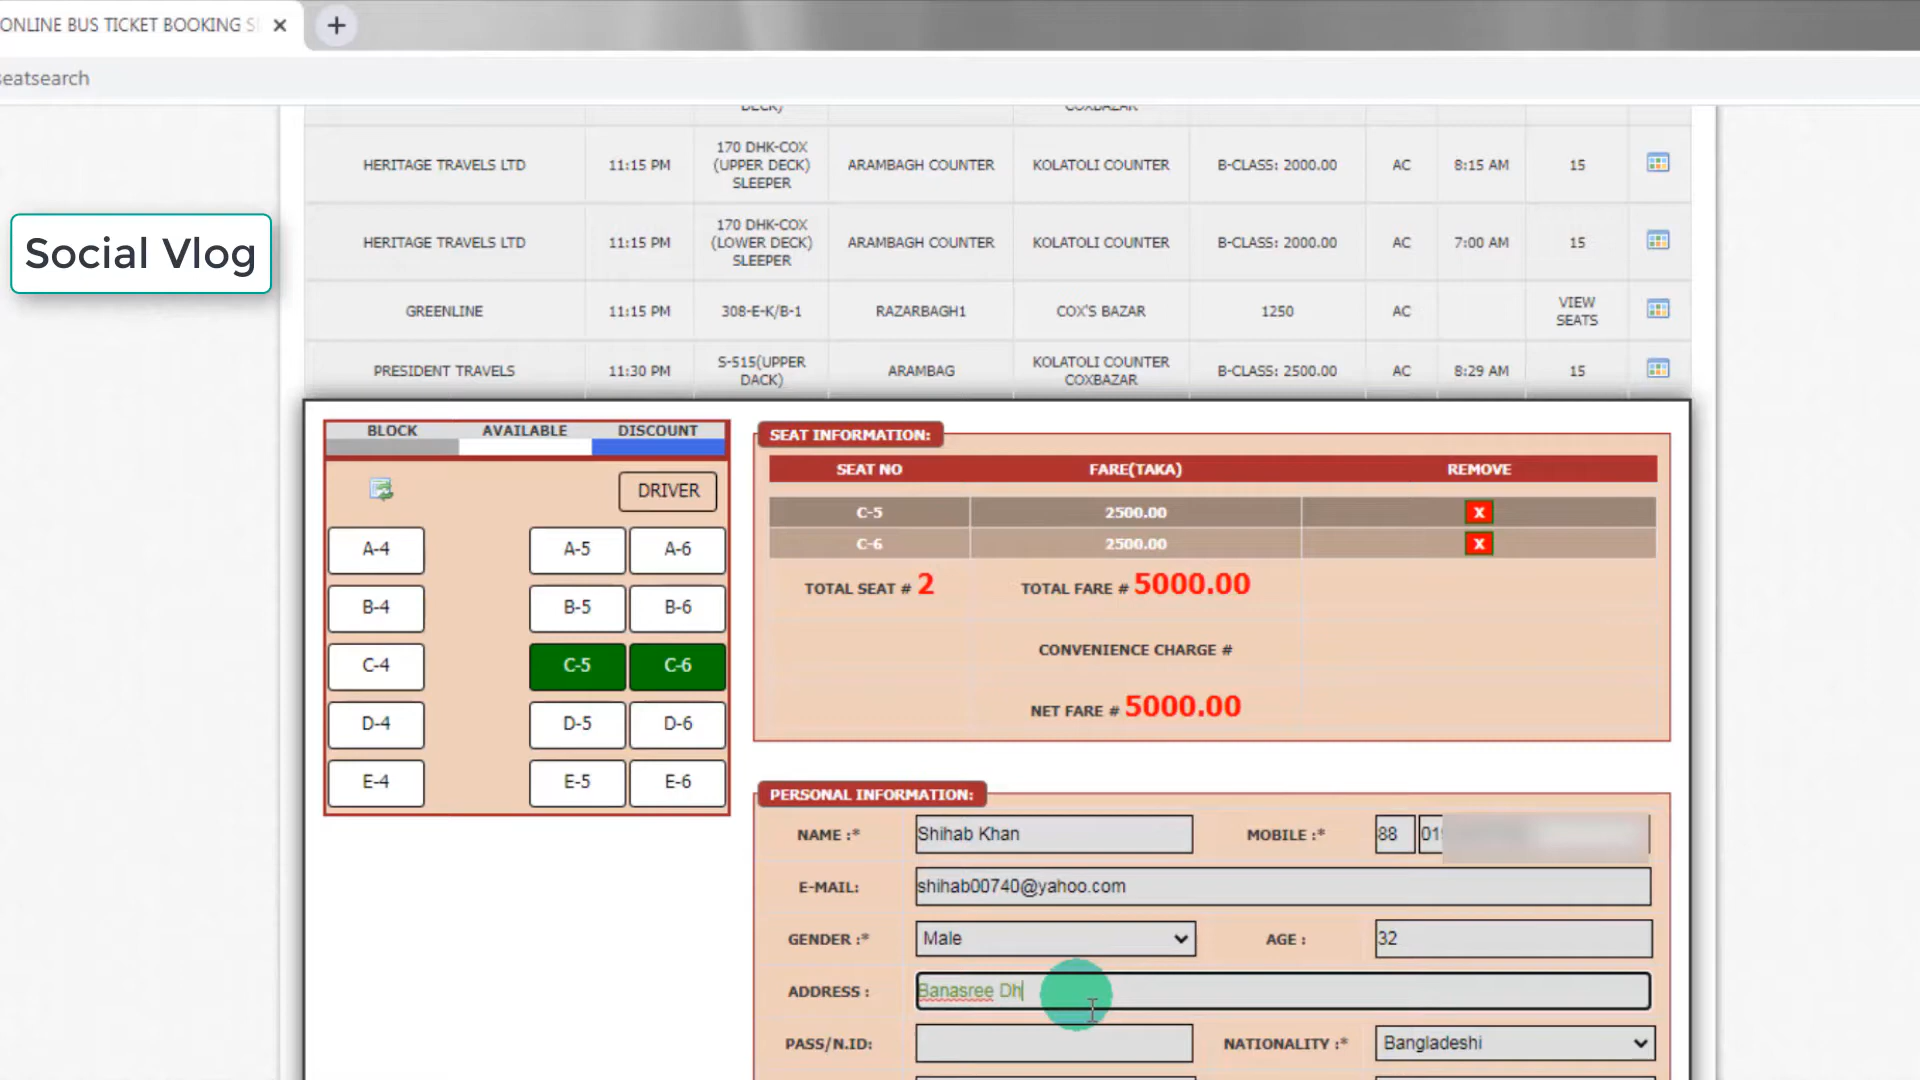 ONLINE BUS TICKET BOOKING S
seatsearch
Social Vlog
DECK)
COXBAZAR
HERITAGE TRAVELS LTD
11:15 PM
170 DHK-COX
(UPPER DECK)
SLEEPER
ARAMBAGH COUNTER
KOLATOLI COUNTER
B-CLASS: 2000.00
AC
8:15 AM
15
HERITAGE TRAVELS LTD
11:15 PM
170 DHK-COX
(LOWER DECK)
SLEEPER
ARAMBAGH COUNTER
KOLATOLI COUNTER
B-CLASS: 2000.00
AC
7:00 AM
15
GREENLINE
11:15 PM
308-E-K/B-1
RAZARBAGH1
COX'S BAZAR
1250
AC
VIEW
SEATS
PRESIDENT TRAVELS
11:30 PM
S-515(UPPER
DACK)
ARAMBAG
KOLATOLI COUNTER
COXBAZAR
B-CLASS: 2500.00
AC
8:29 AM
15
BLOCK
AVAILABLE
DISCOUNT
DRIVER
A-4
A-5
A-6
B-4
B-5
B-6
C-4
C-5
C-6
D-4
D-5
D-6
E-4
E-5
E-6
SEAT INFORMATION:
SEAT NO
FARE(TAKA)
REMOVE
C-5
2500.00
X
C-6
2500.00
X
TOTAL SEAT # 2
TOTAL FARE # 5000.00
CONVENIENCE CHARGE #
NET FARE # 5000.00
PERSONAL INFORMATION:
NAME :*
Shihab Khan
MOBILE :*
88
01
E-MAIL:
shihab00740@yahoo.com
GENDER :*
Male
AGE :
32
ADDRESS :
Banasree Dh
PASS/N.ID:
NATIONALITY :*
Bangladeshi